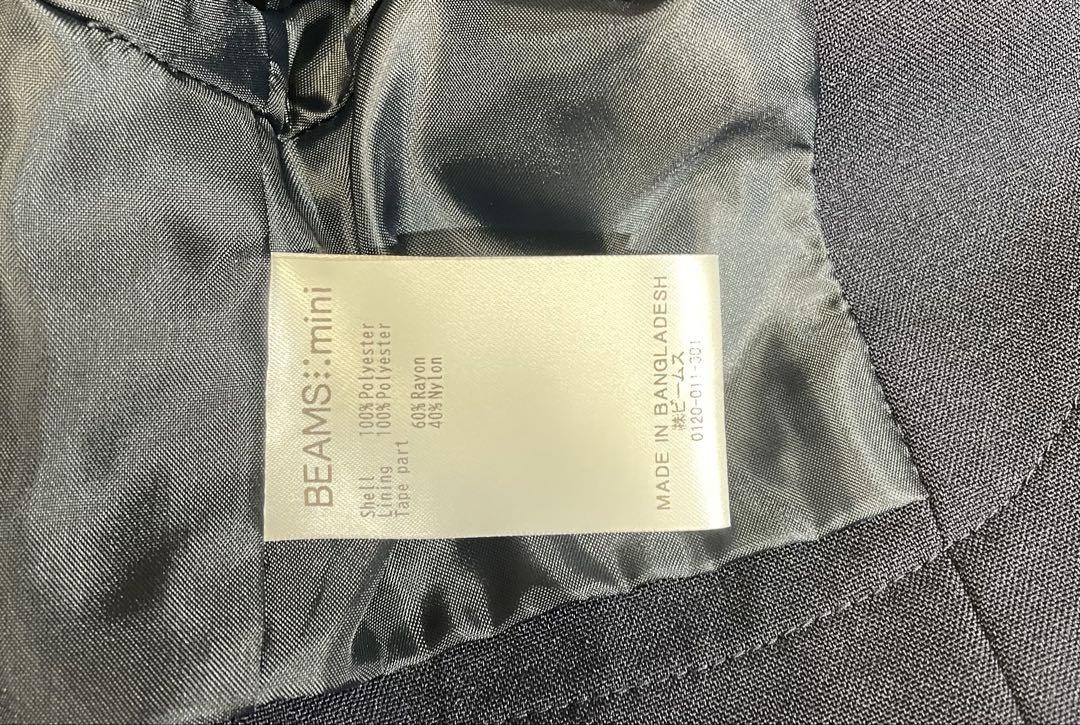 BEAMS mini
Shell 100% Polyester
Lining 100% Polyester
Tape part
60% Rayon
40% Nylon
MADE IN BANGLADESH
㈱ビームス
0120-011-301